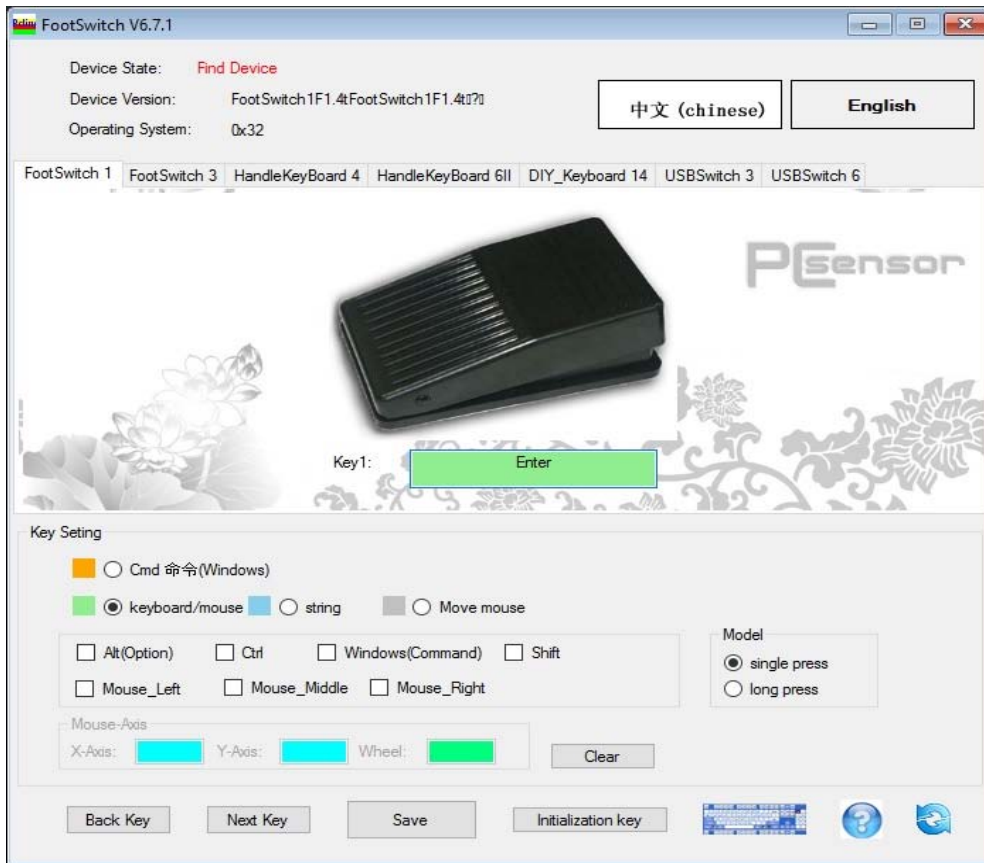 FootSwitch V6.7.1
Device State: Find Device
Device Version: FootSwitch1F1.4tFootSwitch1F1.4t
中文 (chinese) English
Operating System: 0x32
FootSwitch 1 FootSwitch 3 HandleKeyBoard 4 HandleKeyBoard 6II DIY_Keyboard 14 USBSwitch 3 USBSwitch 6
PCsensor
Key1: Enter
Key Seting
Cmd 命令(Windows)
keyboard/mouse string Move mouse
Model
Alt(Option) Ctrl Windows(Command) Shift
single press
Mouse_Left Mouse_Middle Mouse_Right
long press
Mouse-Axis
X-Axis: Y-Axis: Wheel:
Clear
Back Key Next Key Save Initialization key ?